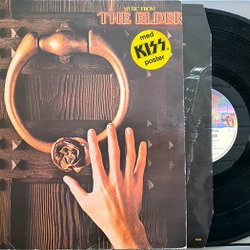 MUSIC FROM
THE ELDER
med
KISS
poster